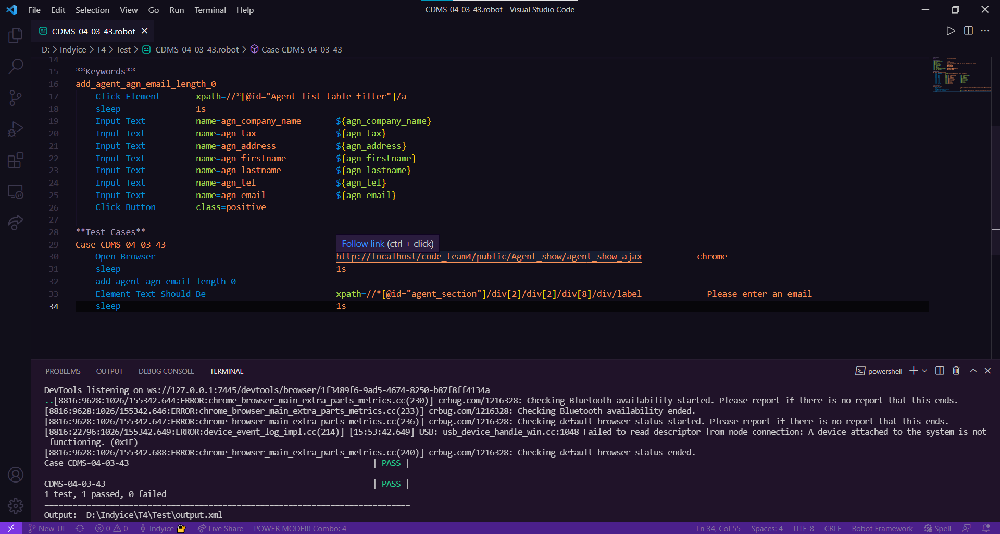 File Edit Selection View Go Run Terminal Help CDMS-04-03-43.robot - Visual Studio Code
CDMS-04-03-43.robot
D: > Indyice > T4 > Test > CDMS-04-03-43.robot > Case CDMS-04-03-43
14
15 **Keywords**
16 add_agent_agn_email_length_0
17 Click Element xpath=//*[@id="Agent_list_table_filter"]/a
18 sleep 1s
19 Input Text name=agn_company_name ${agn_company_name}
20 Input Text name=agn_tax ${agn_tax}
21 Input Text name=agn_address ${agn_address}
22 Input Text name=agn_firstname ${agn_firstname}
23 Input Text name=agn_lastname ${agn_lastname}
24 Input Text name=agn_tel ${agn_tel}
25 Input Text name=agn_email ${agn_email}
26 Click Button class=positive
27
28 **Test Cases**
29 Case CDMS-04-03-43
Follow link (ctrl + click)
30 Open Browser http://localhost/code_team4/public/Agent_show/agent_show_ajax chrome
31 sleep 1s
32 add_agent_agn_email_length_0
33 Element Text Should Be xpath=//*[@id="agent_section"]/div[2]/div[2]/div[8]/div/label Please enter an email
34 sleep 1s
PROBLEMS OUTPUT DEBUG CONSOLE TERMINAL powershell
DevTools listening on ws://127.0.0.1:7445/devtools/browser/1f3489f6-9ad5-4674-8250-b87f8ff4134a
..[8816:9628:1026/155342.644:ERROR:chrome_browser_main_extra_parts_metrics.cc(230)] crbug.com/1216328: Checking Bluetooth availability started. Please report if there is no report that this ends.
[8816:9628:1026/155342.646:ERROR:chrome_browser_main_extra_parts_metrics.cc(233)] crbug.com/1216328: Checking Bluetooth availability ended.
[8816:9628:1026/155342.647:ERROR:chrome_browser_main_extra_parts_metrics.cc(236)] crbug.com/1216328: Checking default browser status started. Please report if there is no report that this ends.
[8816:22796:1026/155342.649:ERROR:device_event_log_impl.cc(214)] [15:53:42.649] USB: usb_device_handle_win.cc:1048 Failed to read descriptor from node connection: A device attached to the system is not
functioning. (0x1F)
[8816:9628:1026/155342.688:ERROR:chrome_browser_main_extra_parts_metrics.cc(240)] crbug.com/1216328: Checking default browser status ended.
Case CDMS-04-03-43 | PASS |
------------------------------------------------------------------------------
CDMS-04-03-43 | PASS |
1 test, 1 passed, 0 failed
==============================================================================
Output: D:\Indyice\T4\Test\output.xml
New-UI 0 0 Indyice Live Share POWER MODE!!! Combo: 4 Ln 34, Col 55 Spaces: 4 UTF-8 CRLF Robot Framework Spell